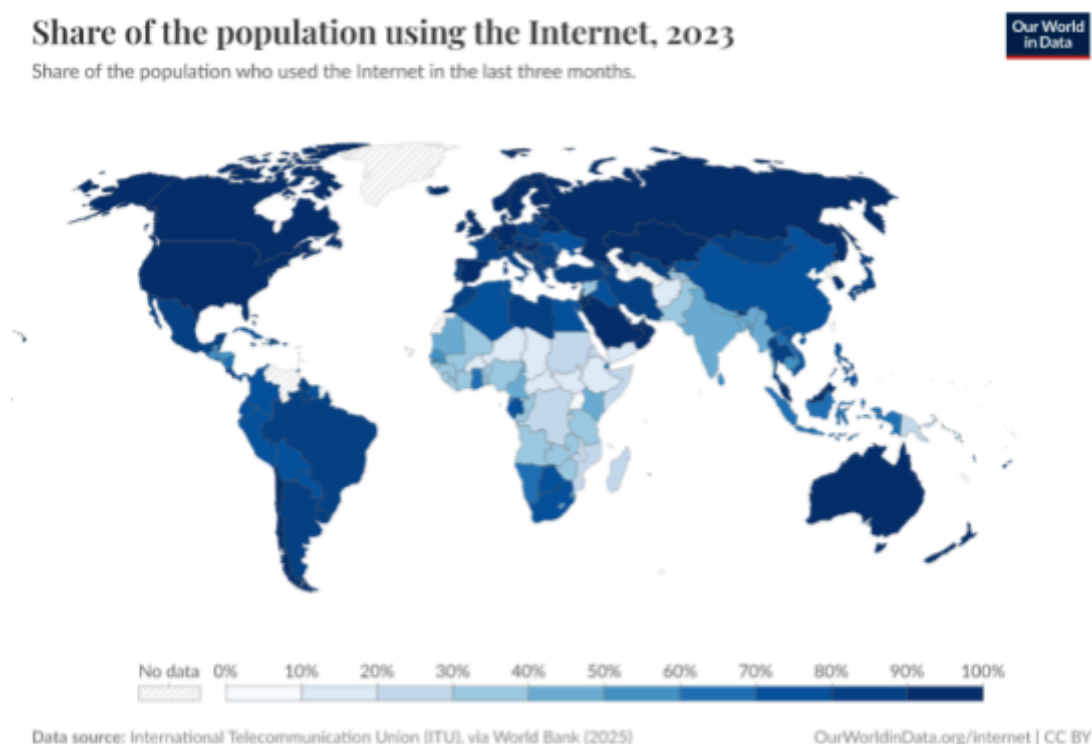 Share of the population using the Internet, 2023
Our World
in Data
Share of the population who used the Internet in the last three months.
No data 0% 10% 20% 30% 40% 50% 60% 70% 80% 90% 100%
Data source: International Telecommunication Union (ITU), via World Bank (2025)
OurWorldinData.org/internet | CC BY